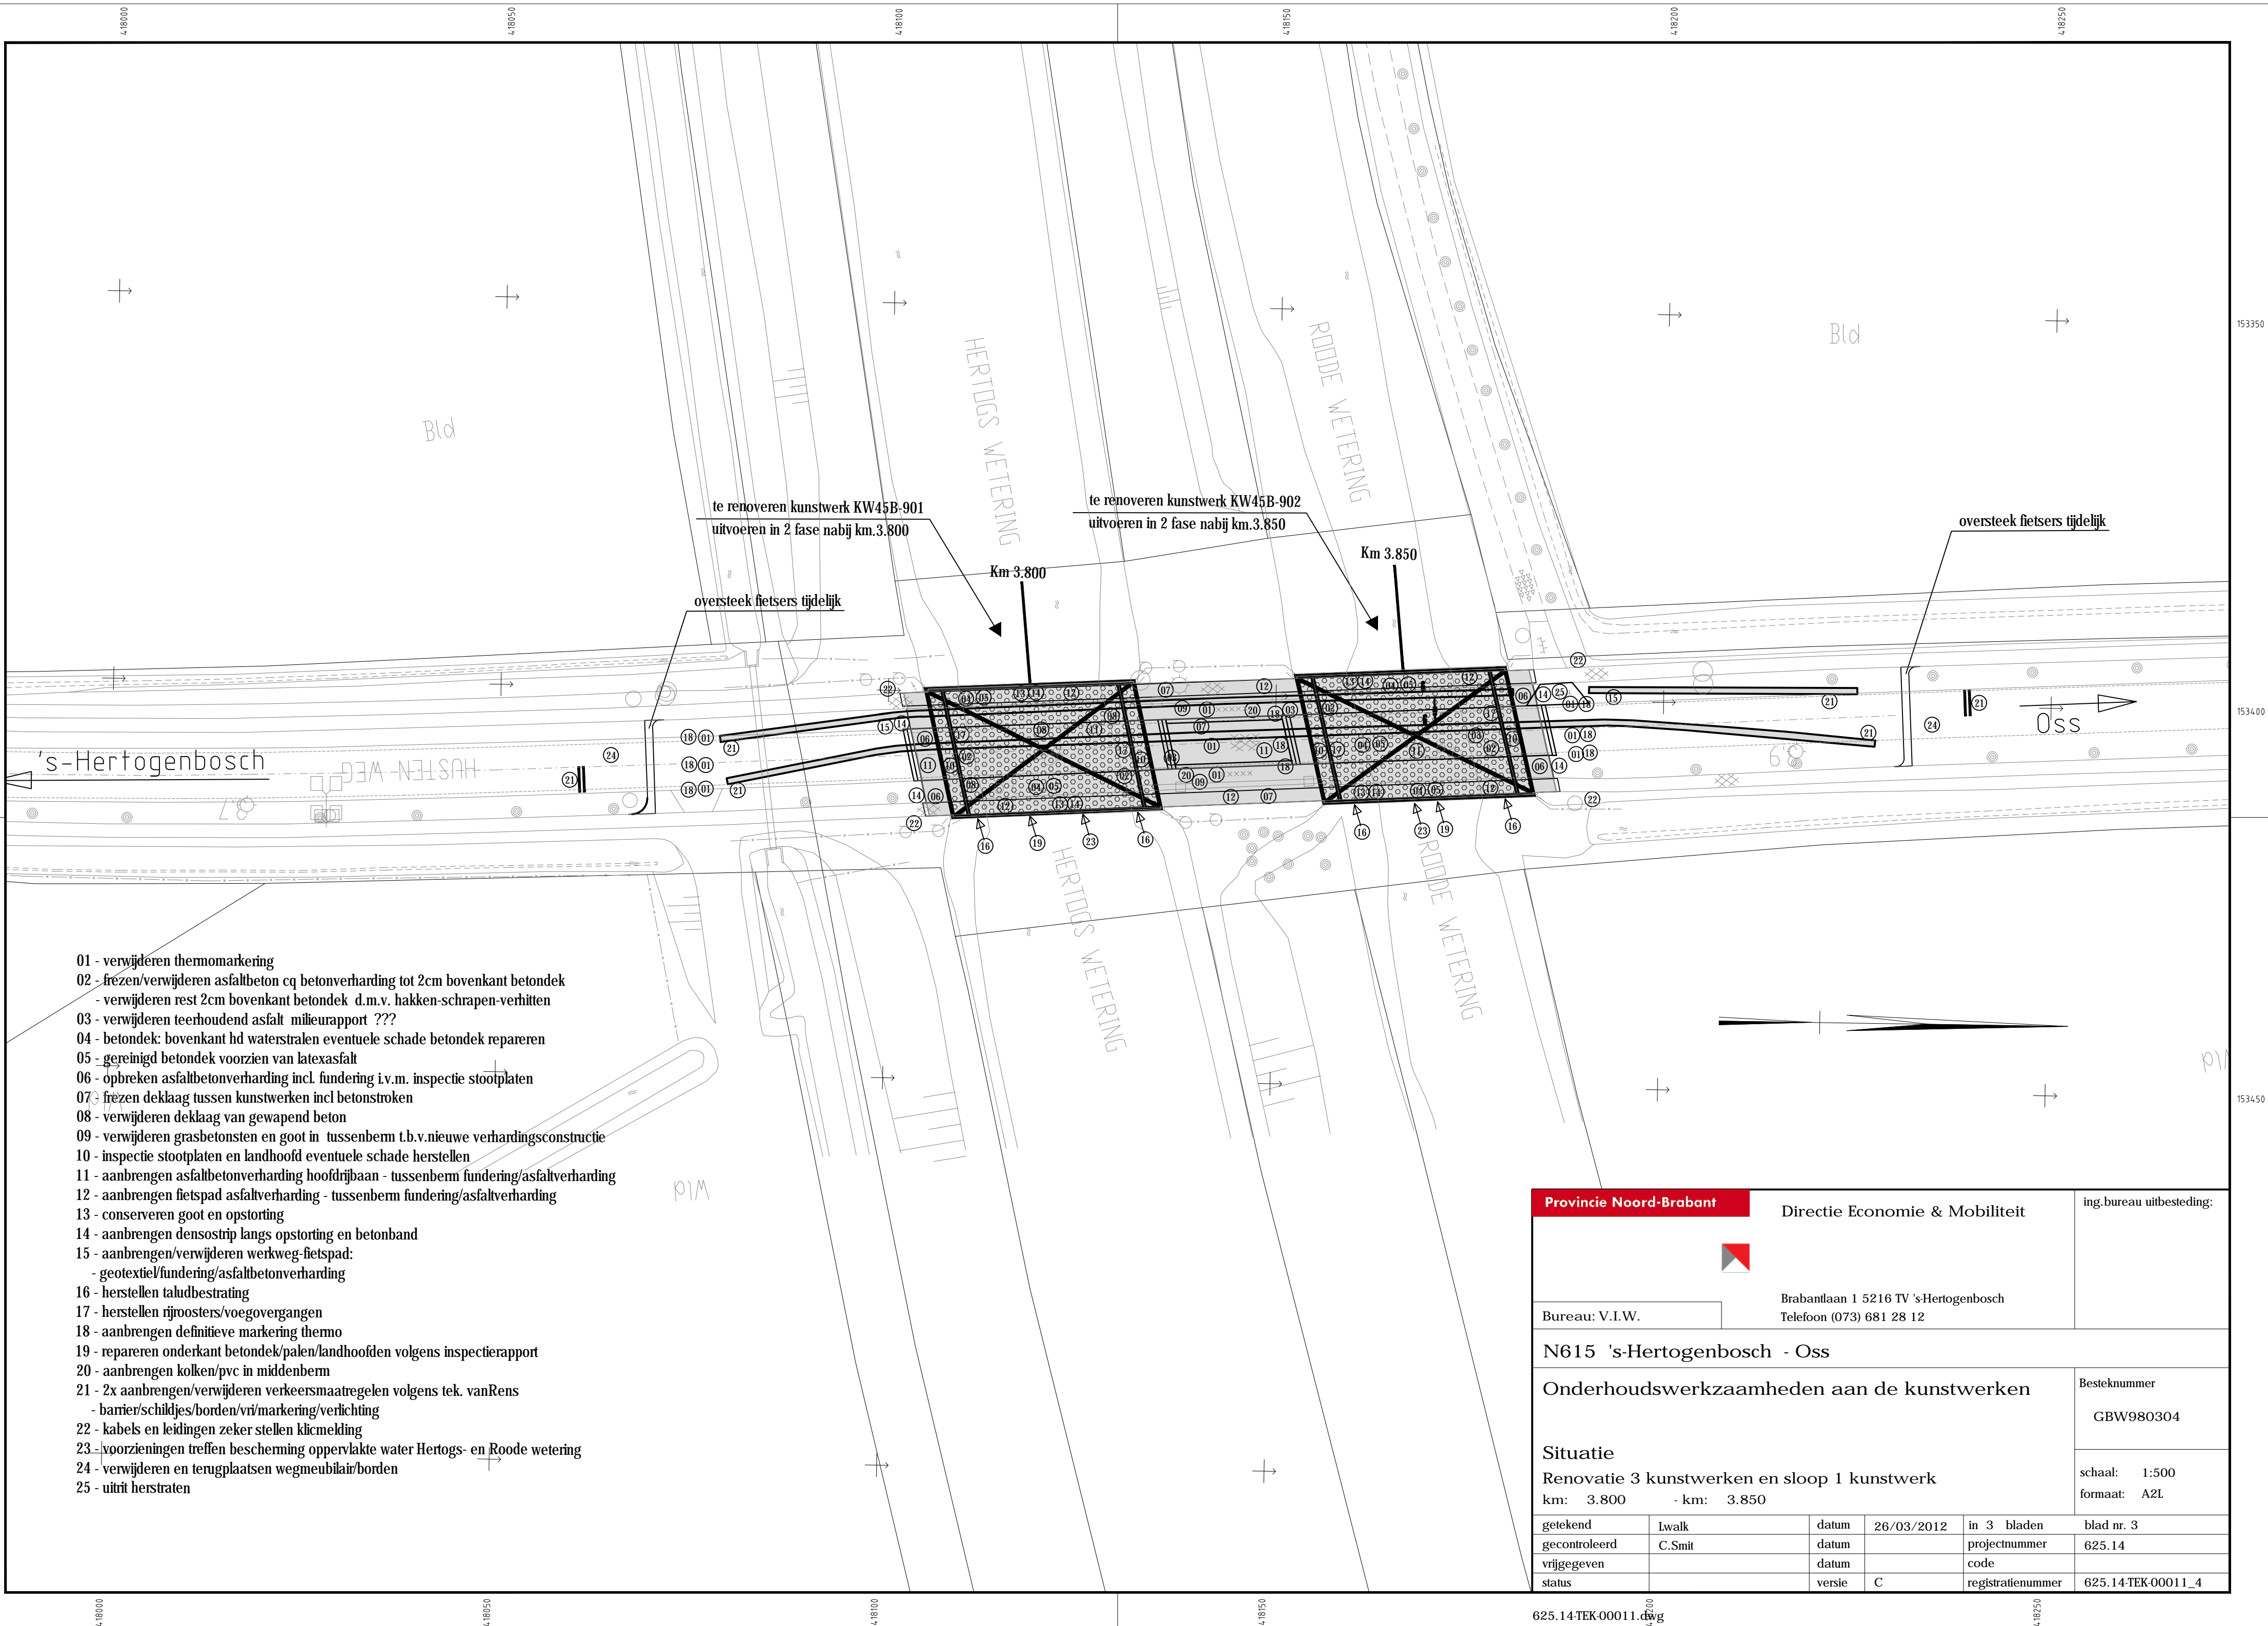 418000
418050
418100
418150
418200
418250
153350
153400
153450
Bld
Bld
HERTOGS WETERING
ROODE WETERING
te renoveren kunstwerk KW45B-901
uitvoeren in 2 fase nabij km.3.800
te renoveren kunstwerk KW45B-902
uitvoeren in 2 fase nabij km.3.850
Km 3.800
Km 3.850
oversteek fietsers tijdelijk
oversteek fietsers tijdelijk
's-Hertogenbosch
HUSTEN WEG
Oss
HERTOGS WETERING
ROODE WETERING
01 - verwijderen thermomarkering
02 - frezen/verwijderen asfaltbeton cq betonverharding tot 2cm bovenkant betondek
- verwijderen rest 2cm bovenkant betondek d.m.v. hakken-schrapen-verhitten
03 - verwijderen teerhoudend asfalt milieurapport ???
04 - betondek: bovenkant hd waterstralen eventuele schade betondek repareren
05 - gereinigd betondek voorzien van latexasfalt
06 - opbreken asfaltbetonverharding incl. fundering i.v.m. inspectie stootplaten
07 - frezen deklaag tussen kunstwerken incl betonstroken
08 - verwijderen deklaag van gewapend beton
09 - verwijderen grasbetonsten en goot in tussenberm t.b.v.nieuwe verhardingsconstructie
10 - inspectie stootplaten en landhoofd eventuele schade herstellen
11 - aanbrengen asfaltbetonverharding hoofdrijbaan - tussenberm fundering/asfaltverharding
12 - aanbrengen fietspad asfaltverharding - tussenberm fundering/asfaltverharding
13 - conserveren goot en opstorting
14 - aanbrengen densostrip langs opstorting en betonband
15 - aanbrengen/verwijderen werkweg-fietspad:
- geotextiel/fundering/asfaltbetonverharding
16 - herstellen taludbestrating
17 - herstellen rijroosters/voegovergangen
18 - aanbrengen definitieve markering thermo
19 - repareren onderkant betondek/palen/landhoofden volgens inspectierapport
20 - aanbrengen kolken/pvc in middenberm
21 - 2x aanbrengen/verwijderen verkeersmaatregelen volgens tek. vanRens
- barrier/schildjes/borden/vri/markering/verlichting
22 - kabels en leidingen zeker stellen klicmelding
23 - voorzieningen treffen bescherming oppervlakte water Hertogs- en Roode wetering
24 - verwijderen en terugplaatsen wegmeubilair/borden
25 - uitrit herstraten
Wld
Provincie Noord-Brabant
Directie Economie & Mobiliteit
ing.bureau uitbesteding:
Brabantlaan 1 5216 TV 's-Hertogenbosch
Bureau: V.I.W.
Telefoon (073) 681 28 12
N615 's-Hertogenbosch - Oss
Onderhoudswerkzaamheden aan de kunstwerken
Besteknummer
GBW980304
Situatie
Renovatie 3 kunstwerken en sloop 1 kunstwerk
km: 3.800 - km: 3.850
schaal: 1:500
formaat: A2L
getekend Lwalk datum 26/03/2012 in 3 bladen blad nr. 3
gecontroleerd C.Smit datum projectnummer 625.14
vrijgegeven datum code
status versie C registratienummer 625.14-TEK-00011_4
625.14-TEK-00011.dwg
418000
418050
418100
418150
418200
418250